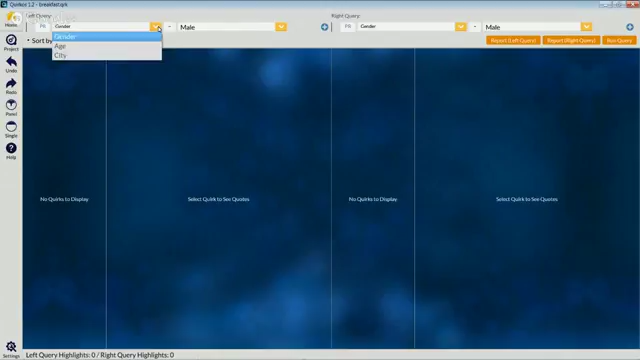 Quirkos 1.2 - breakfast.qrk
Left Query:
Right Query:
PR Gender - Male
PR Gender - Male
Home
Gender
Age
City
Sort by
Report (Left Query)
Report (Right Query)
Run Query
Project
Undo
Redo
Panel
Single
Help
No Quirks to Display
Select Quirk to See Quotes
No Quirks to Display
Select Quirk to See Quotes
Settings
Left Query Highlights: 0 / Right Query Highlights: 0